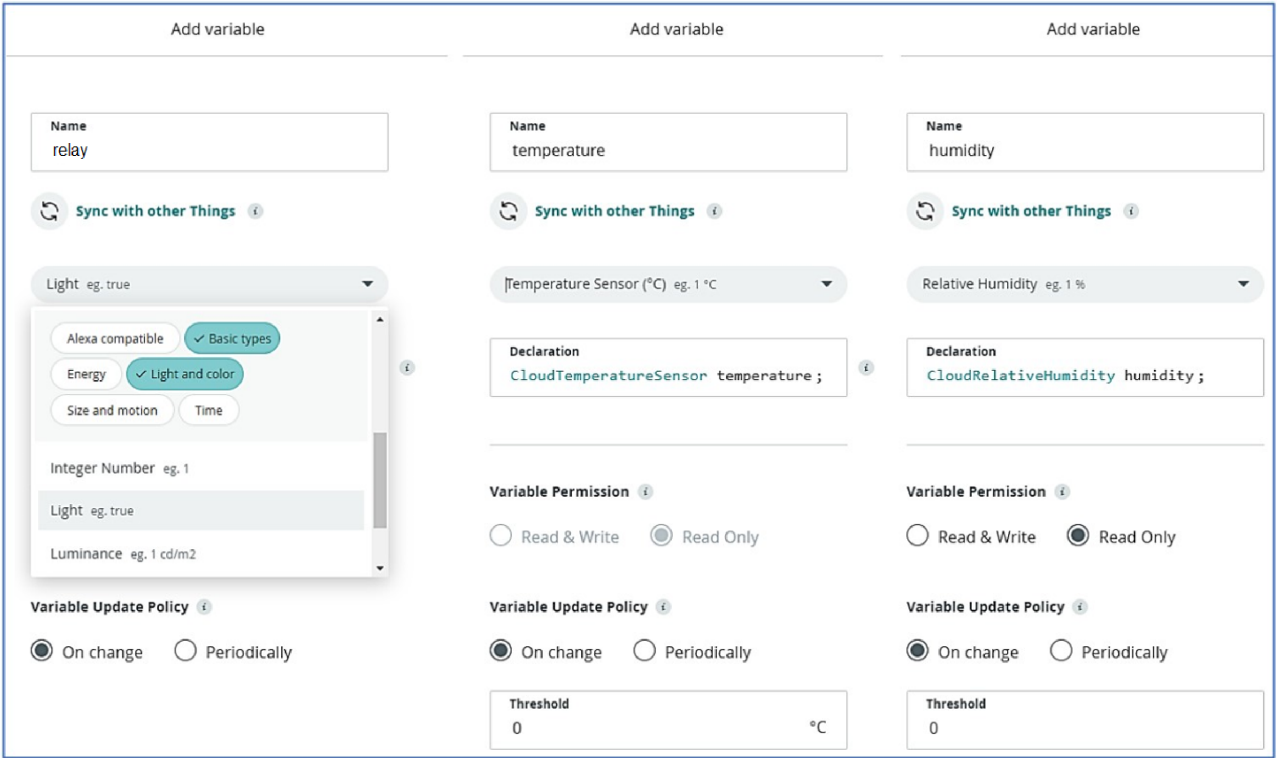 Add variable
Name
relay
Sync with other Things i
Light eg. true
Alexa compatible ✓ Basic types
Energy ✓ Light and color
Size and motion Time
i
Integer Number eg. 1
Light eg. true
Luminance eg. 1 cd/m2
Variable Update Policy i
On change Periodically
Add variable
Name
temperature
Sync with other Things i
Temperature Sensor (°C) eg. 1 °C
Declaration
CloudTemperatureSensor temperature;
i
Variable Permission i
Read & Write Read Only
Variable Update Policy i
On change Periodically
Threshold
0 °C
Add variable
Name
humidity
Sync with other Things i
Relative Humidity eg. 1 %
Declaration
CloudRelativeHumidity humidity;
Variable Permission i
Read & Write Read Only
Variable Update Policy i
On change Periodically
Threshold
0